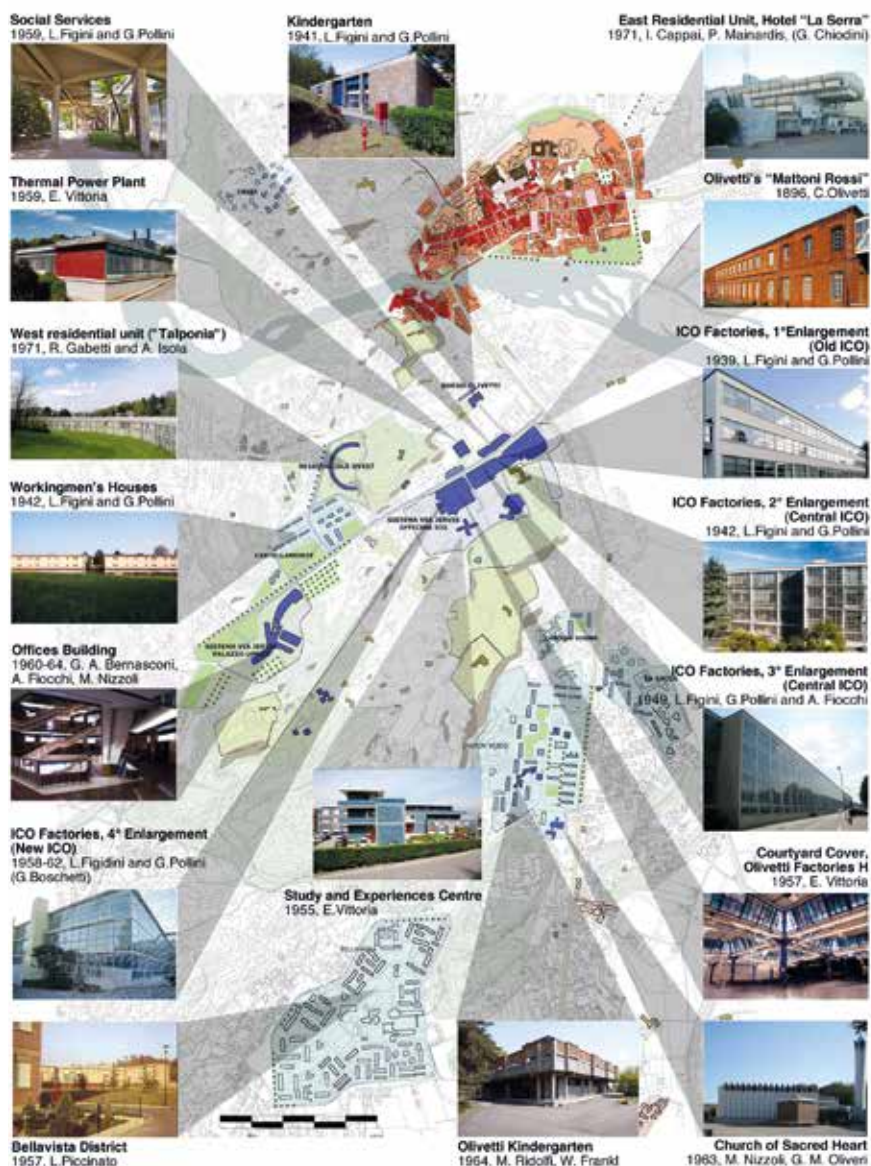 Social Services
1959, L.Figini and G.Pollini
Kindergarten
1941, L.Figini and G.Pollini
East Residential Unit, Hotel "La Serra"
1971, I. Cappai, P. Mainardis, (G. Chiodini)
Thermal Power Plant
1959, E. Vittoria
Olivetti's "Mattoni Rossi"
1896, C.Olivetti
West residential unit ("Talponia")
1971, R. Gabetti and A. Isola
ICO Factories, 1°Enlargement
(Old ICO)
1939, L.Figini and G.Pollini
Workingmen's Houses
1942, L.Figini and G.Pollini
ICO Factories, 2° Enlargement
(Central ICO)
1942, L.Figini and G.Pollini
Offices Building
1960-64, G. A. Bernasconi,
A. Fiocchi, M. Nizzoli
ICO Factories, 3° Enlargement
(Central ICO)
1949, L.Figini, G.Pollini and A. Fiocchi
ICO Factories, 4° Enlargement
(New ICO)
1958-62, L.Figidini and G.Pollini
(G.Boschetti)
Study and Experiences Centre
1955, E.Vittoria
Courtyard Cover,
Olivetti Factories H
1957, E. Vittoria
Bellavista District
1957, L.Piccinato
Olivetti Kindergarten
1964, M. Ridolfi, W. Frankl
Church of Sacred Heart
1963, M. Nizzoli, G. M. Oliveri